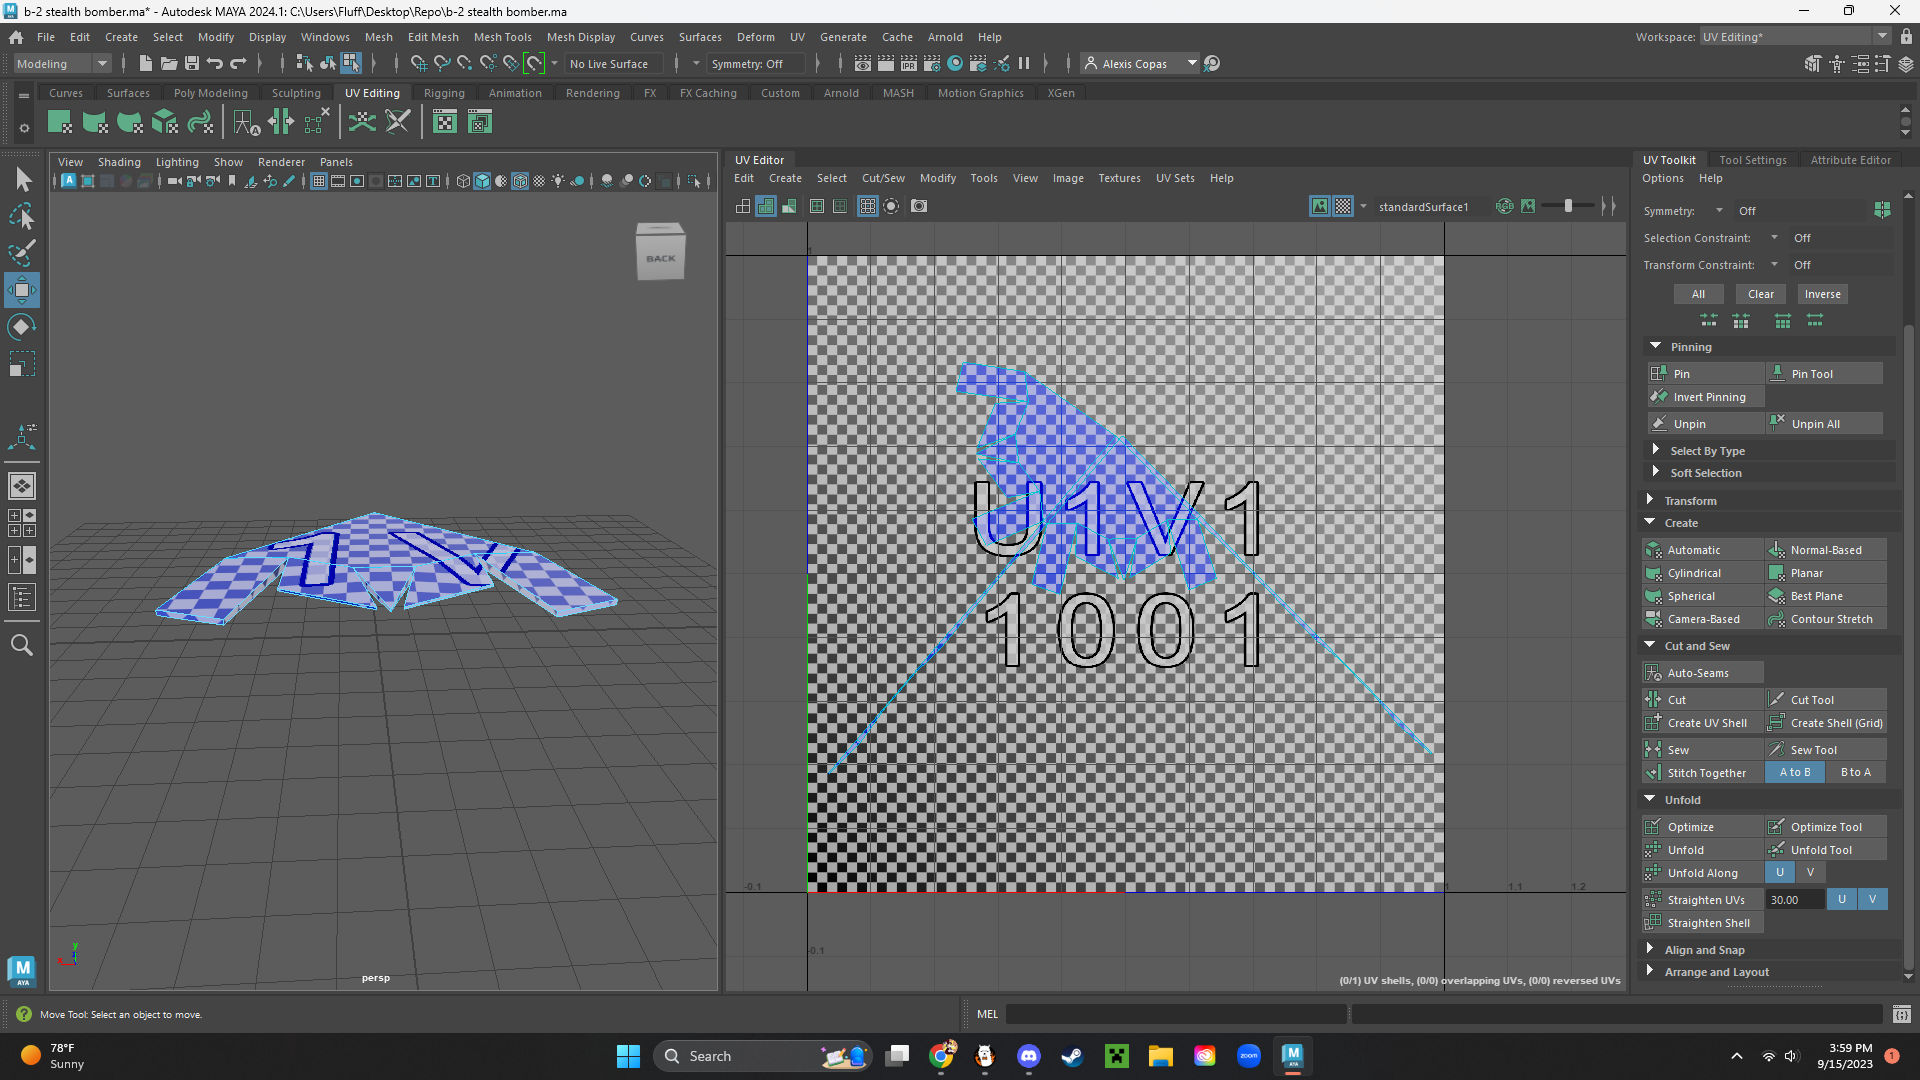 b-2 stealth bomber.ma* - Autodesk MAYA 2024.1: C:\Users\Fluff\Desktop\Repo\b-2 stealth bomber.ma
File Edit Create Select Modify Display Windows Mesh Edit Mesh Mesh Tools Mesh Display Curves Surfaces Deform UV Generate Cache Arnold Help
Workspace: UV Editing*
Modeling
No Live Surface
Symmetry: Off
IPR
Alexis Copas
Curves Surfaces Poly Modeling Sculpting UV Editing Rigging Animation Rendering FX FX Caching Custom Arnold MASH Motion Graphics XGen
View Shading Lighting Show Renderer Panels
BACK
1V
y
x
persp
UV Editor
Edit Create Select Cut/Sew Modify Tools View Image Textures UV Sets Help
standardSurface1
RGB
1
U1V1
1001
-0.1
1
1.1
1.2
-0.1
(0/1) UV shells, (0/0) overlapping UVs, (0/0) reversed UVs
UV Toolkit Tool Settings Attribute Editor
Options Help
Symmetry: Off
Selection Constraint: Off
Transform Constraint: Off
All Clear Inverse
Pinning
Pin Pin Tool
Invert Pinning
Unpin Unpin All
Select By Type
Soft Selection
Transform
Create
Automatic Normal-Based
Cylindrical Planar
Spherical Best Plane
Camera-Based Contour Stretch
Cut and Sew
Auto-Seams
Cut Cut Tool
Create UV Shell Create Shell (Grid)
Sew Sew Tool
Stitch Together A to B B to A
Unfold
Optimize Optimize Tool
Unfold Unfold Tool
Unfold Along U V
Straighten UVs 30.00 U V
Straighten Shell
Align and Snap
Arrange and Layout
M
AYA
Move Tool: Select an object to move.
MEL
78°F
Sunny
Search
zoom
M
AYA
3:59 PM
9/15/2023
1